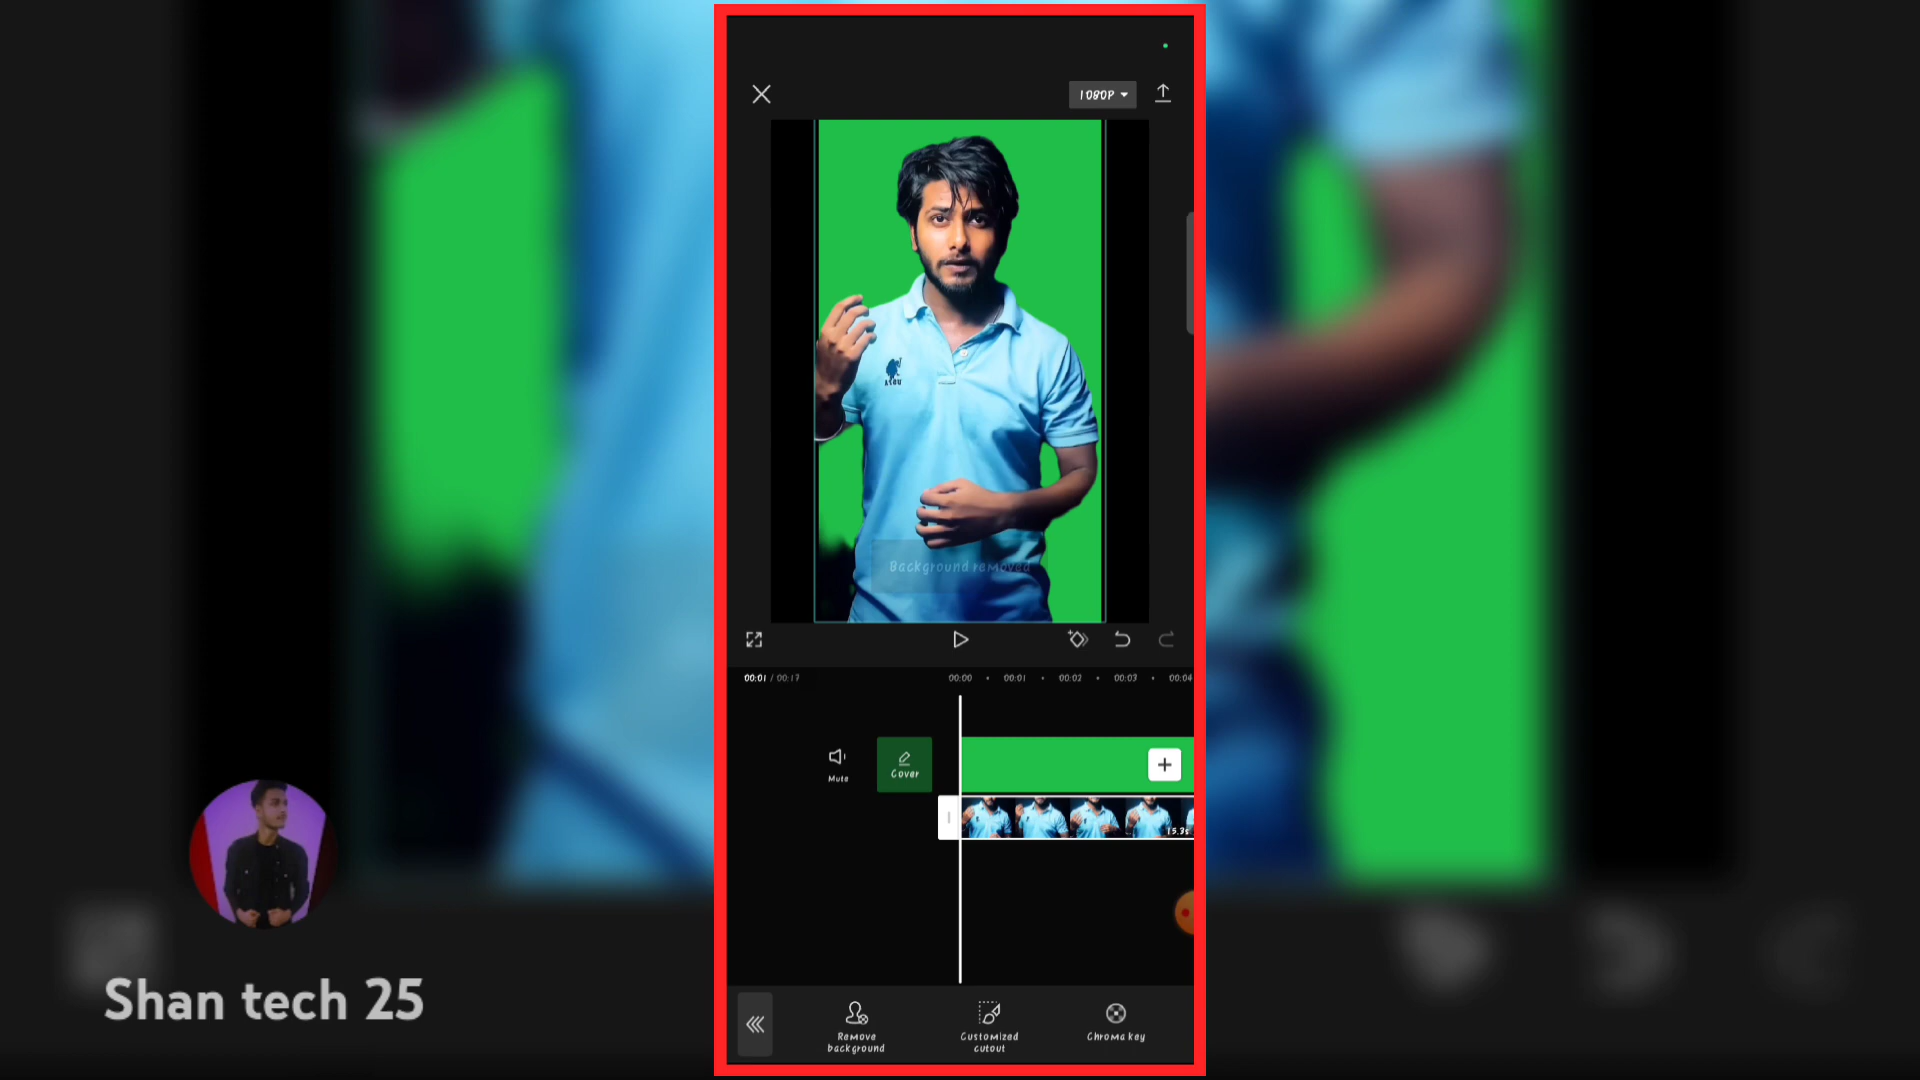 1080P
ASOU
Background removed
00:01 / 00:17
00:00
00:01
00:02
00:03
00:04
Mute
Cover
15.3s
Shan tech 25
Remove
background
Customized
cutout
Chroma key